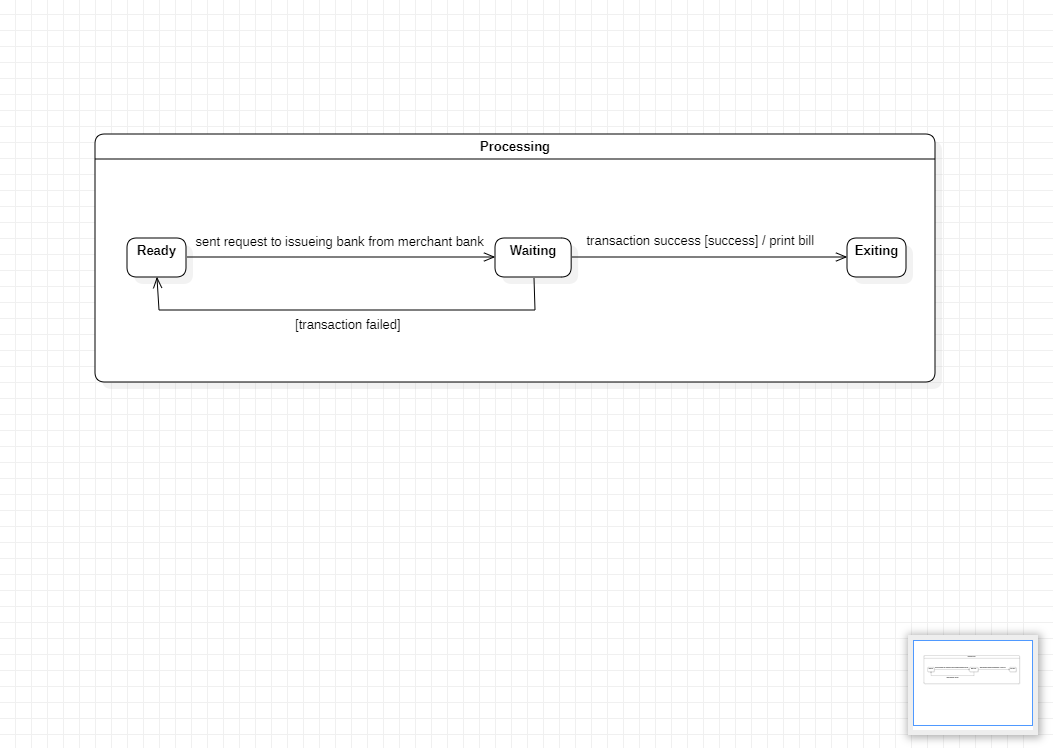 Processing
sent request to issueing bank from merchant bank
transaction success [success] / print bill
Ready
Waiting
Exiting
[transaction failed]